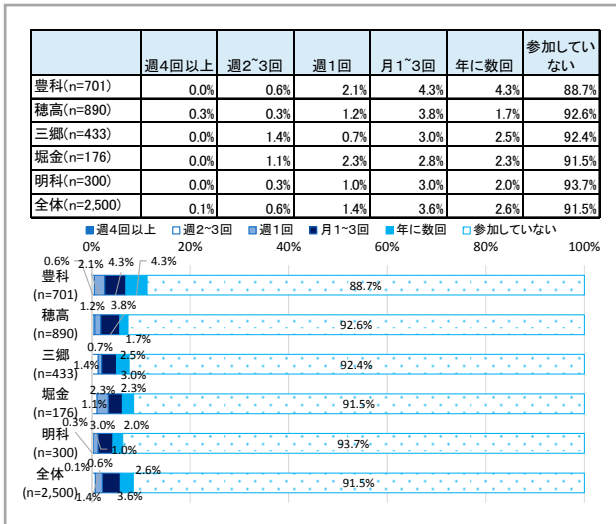 週4回以上 週2~3回 週1回 月1~3回 年に数回 参加してい
ない
豊科(n=701) 0.0% 0.6% 2.1% 4.3% 4.3% 88.7%
穂高(n=890) 0.3% 0.3% 1.2% 3.8% 1.7% 92.6%
三郷(n=433) 0.0% 1.4% 0.7% 3.0% 2.5% 92.4%
堀金(n=176) 0.0% 1.1% 2.3% 2.8% 2.3% 91.5%
明科(n=300) 0.0% 0.3% 1.0% 3.0% 2.0% 93.7%
全体(n=2,500) 0.1% 0.6% 1.4% 3.6% 2.6% 91.5%
週4回以上 週2~3回 週1回 月1~3回 年に数回 参加していない
0% 20% 40% 60% 80% 100%
0.6% 2.1% 4.3% 4.3%
豊科
(n=701)
88.7%
1.2% 3.8%
穂高
(n=890)
92.6%
1.7%
0.7% 2.5%
三郷
(n=433)
1.4% 92.4%
3.0%
2.3% 2.3%
堀金
(n=176)
1.1% 91.5%
0.3% 3.0% 2.0%
明科
(n=300)
93.7%
1.0%
0.1% 0.6% 2.6%
全体
(n=2,500)
91.5%
1.4% 3.6%